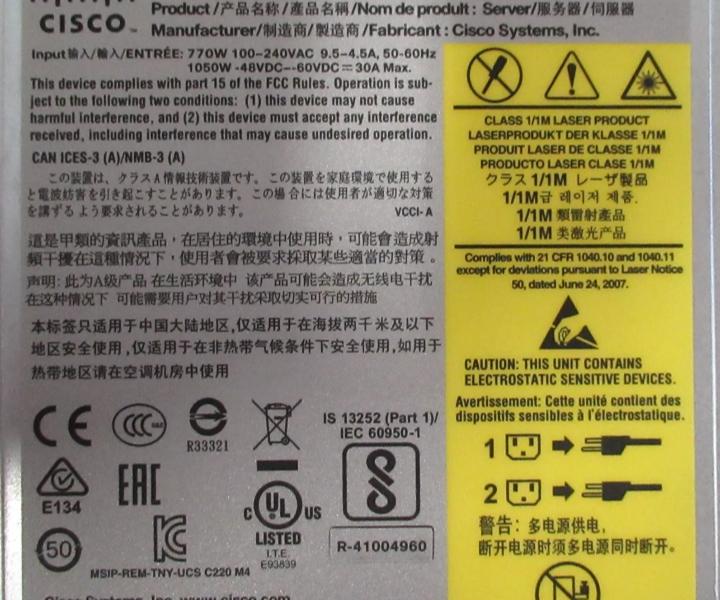 CISCO
Product/产品名称/產品名稱/Nom de produlт: Server/服务器/伺服器
Manufacturer/制造商/製造商/Fabricant: Cisco Systems, Inc.
Input 输入/輸入/ENTRÉE: 770W 100-240VAC 9.5-4.5A, 50-60Hz
1050W -48VDC--60VDC⎓30A Max.
This device complies with part 15 of the FCC Rules. Operation is sub-
ject to the following two conditions: (1) this device may not cause
harmful interference, and (2) this device must accept any interference
received, including interference that may cause undesired operation.
CAN ICES-3 (A)/NMB-3 (A)
この装置は、クラスA情報技術装置です。この装置を家庭環境で使用する
と電波妨害を引き起こすことがあります。この場合には使用者が適切な対策
を講ずるよう要求されることがあります。 VCCI-A
這是甲類的資訊產品，在居住的環境中使用時，可能會造成射
頻干擾在這種情況下，使用者會被要求採取某些適當的對策。
声明: 此为A级产品 在生活环境中 该产品可能会造成无线电干扰
在这种情况下 可能需要用户对其干扰采取切实可行的措施
本标签只适用于中国大陆地区,仅适用于在海拔两千米及以下
地区安全使用,仅适用于在非热带气候条件下安全使用,如用于
热带地区请在空调机房中使用
CE
CCC
R33321
IS 13252 (Part 1)/
IEC 60950-1
E134
EAC
C UL US
LISTED
I.T.E.
E93839
R-41004960
50
MSIP-REM-TNY-UCS C220 M4
Cisco Systems, Inc. www.cisco.com
CLASS 1/1M LASER PRODUCT
LASERPRODUKT DER KLASSE 1/1M
PRODUIT LASER DE CLASSE 1/1M
PRODUCTO LASER CLASE 1/1M
クラス 1/1M レーザ製品
1/1M급 레이저 제품.
1/1M 類雷射產品
1/1M 类激光产品
Complies with 21 CFR 1040.10 and 1040.11
except for deviations pursuant to Laser Notice
50, dated June 24, 2007.
CAUTION: THIS UNIT CONTAINS
ELECTROSTATIC SENSITIVE DEVICES.
Avertissement: Cette unité contient des
dispositifs sensibles à l'électrostatique.
1
2
警告: 多电源供电,
断开电源时须多电源同时断开。